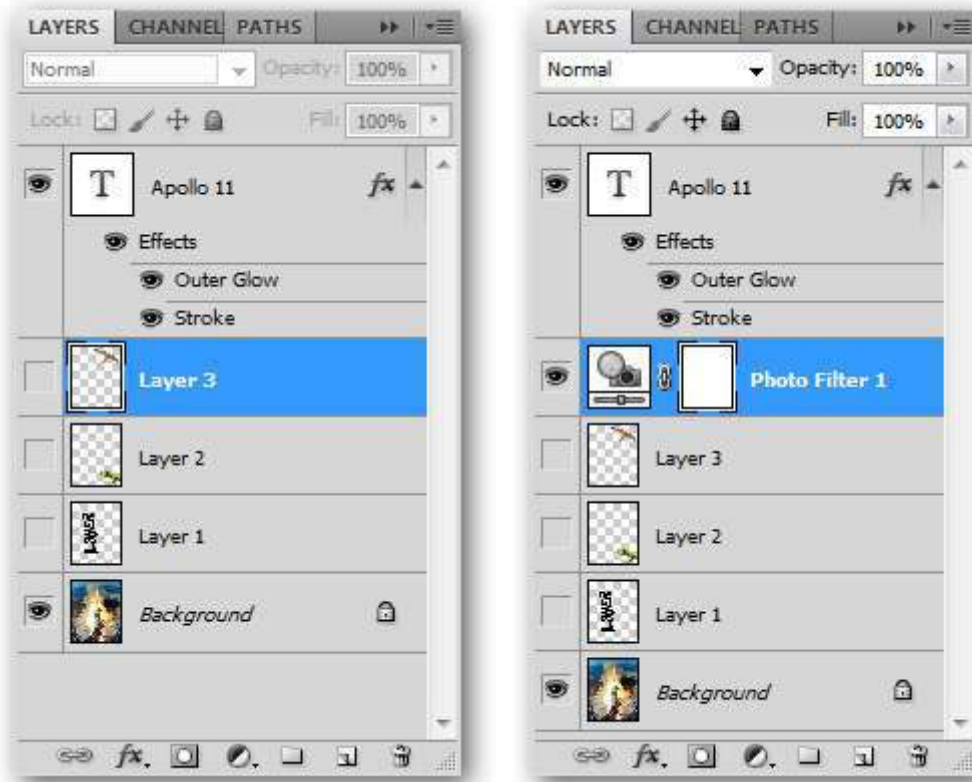 LAYERS CHANNEL PATHS
Normal Opacity: 100%
Lock: Fill: 100%
T Apollo 11 fx
Effects
Outer Glow
Stroke
Layer 3
Layer 2
LAYER Layer 1
Background
fx.
LAYERS CHANNEL PATHS
Normal Opacity: 100%
Lock: Fill: 100%
T Apollo 11 fx
Effects
Outer Glow
Stroke
Photo Filter 1
Layer 3
Layer 2
LAYER Layer 1
Background
fx.